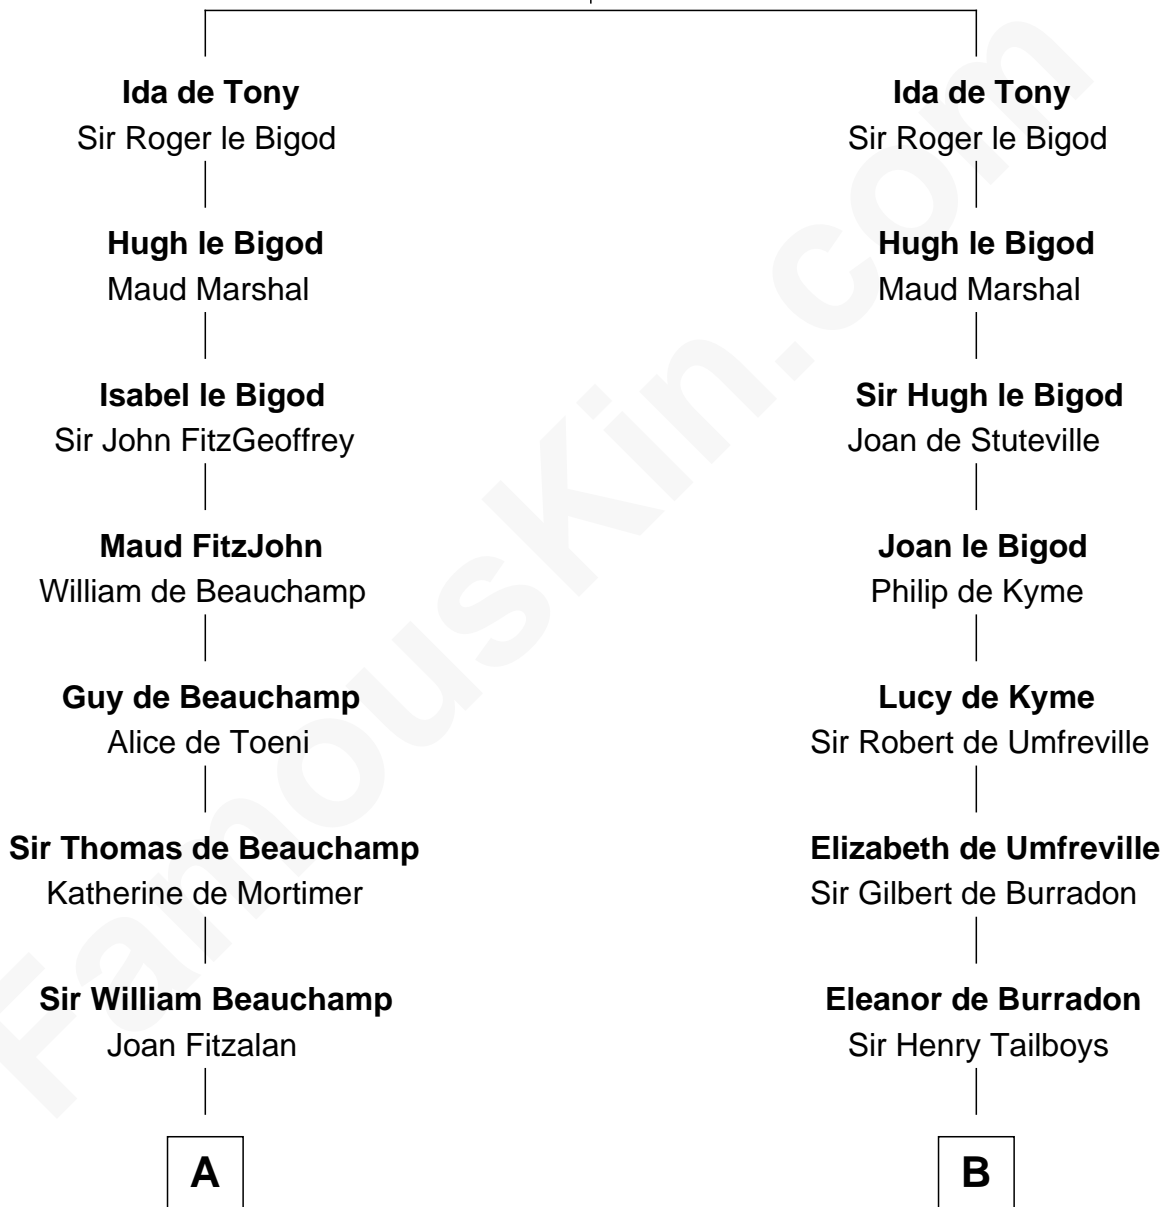 Ida de Tony
Sir Roger le Bigod
Hugh le Bigod
Maud Marshal
Isabel le Bigod
Sir John FitzGeoffrey
Maud FitzJohn
William de Beauchamp
Guy de Beauchamp
Alice de Toeni
Sir Thomas de Beauchamp
Katherine de Mortimer
Sir William Beauchamp
Joan Fitzalan
A
Ida de Tony
Sir Roger le Bigod
Hugh le Bigod
Maud Marshal
Sir Hugh le Bigod
Joan de Stuteville
Joan le Bigod
Philip de Kyme
Lucy de Kyme
Sir Robert de Umfreville
Elizabeth de Umfreville
Sir Gilbert de Burradon
Eleanor de Burradon
Sir Henry Tailboys
B
FamousKin.com